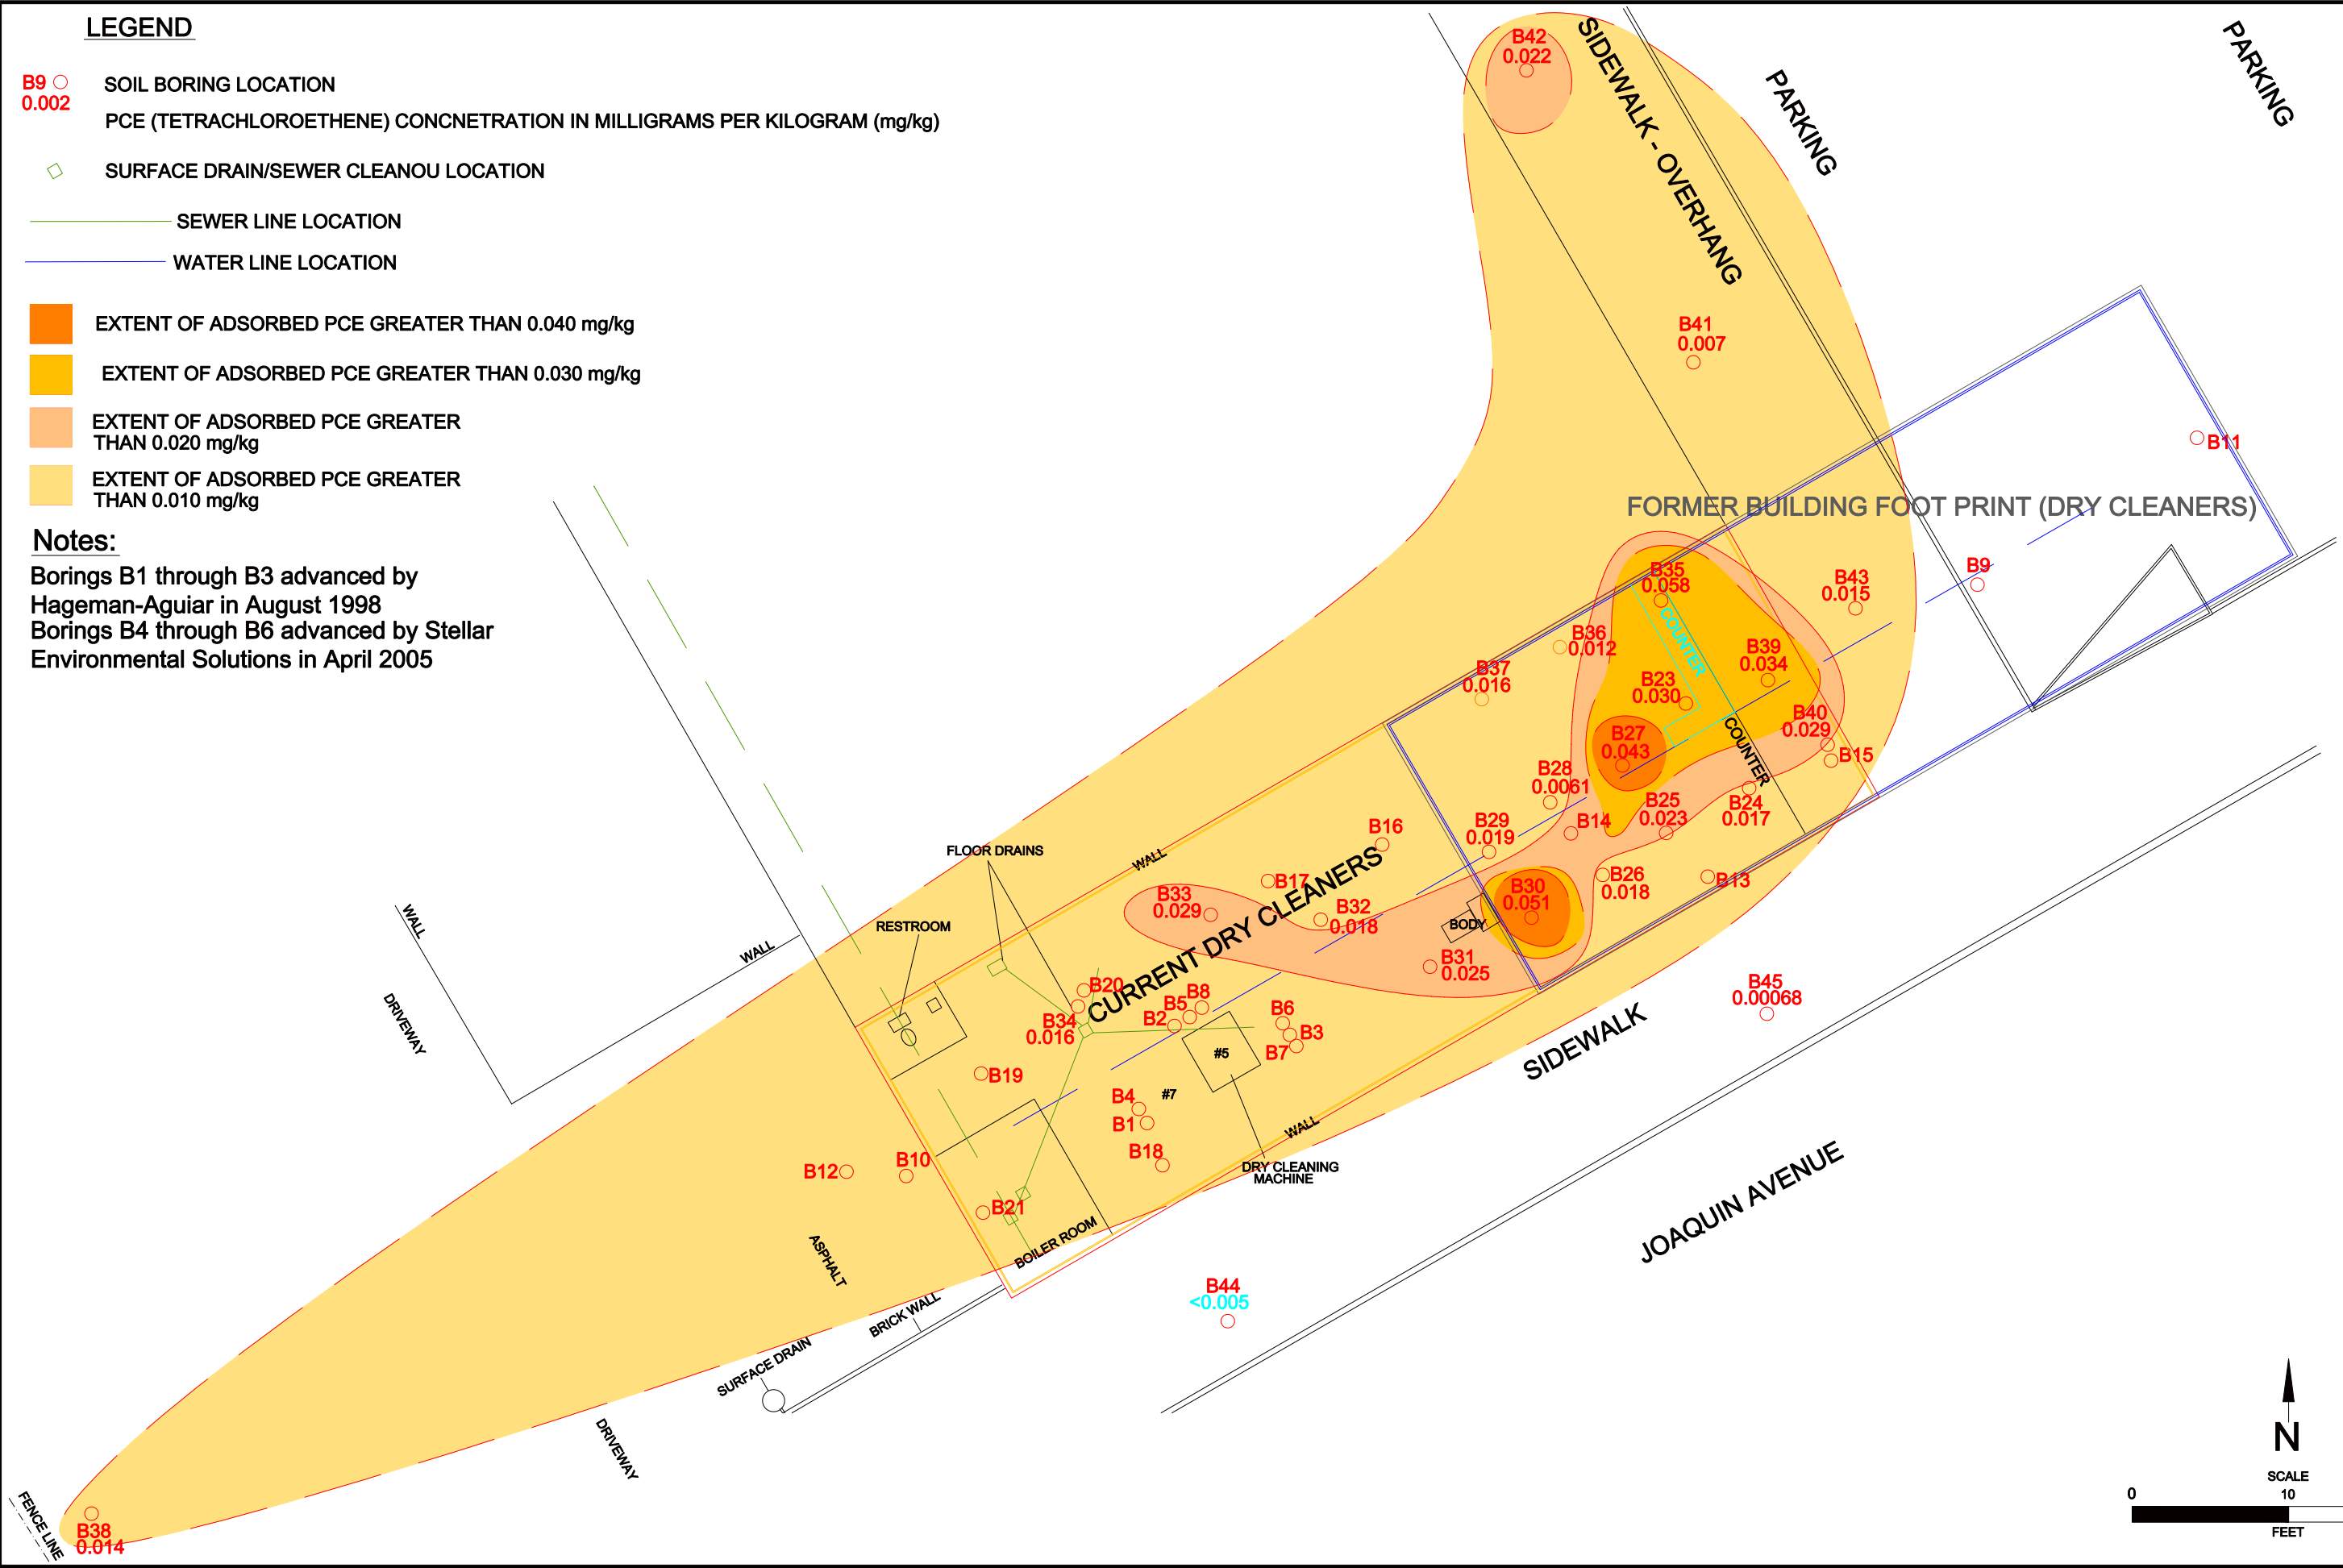 LEGEND
B9
0.002
SOIL BORING LOCATION
PCE (TETRACHLOROETHENE) CONCNETRATION IN MILLIGRAMS PER KILOGRAM (mg/kg)
SURFACE DRAIN/SEWER CLEANOU LOCATION
SEWER LINE LOCATION
WATER LINE LOCATION
EXTENT OF ADSORBED PCE GREATER THAN 0.040 mg/kg
EXTENT OF ADSORBED PCE GREATER THAN 0.030 mg/kg
EXTENT OF ADSORBED PCE GREATER
THAN 0.020 mg/kg
EXTENT OF ADSORBED PCE GREATER
THAN 0.010 mg/kg
Notes:
Borings B1 through B3 advanced by
Hageman-Aguiar in August 1998
Borings B4 through B6 advanced by Stellar
Environmental Solutions in April 2005
B42
0.022
SIDEWALK - OVERHANG
PARKING
PARKING
B41
0.007
B11
FORMER BUILDING FOOT PRINT (DRY CLEANERS)
B35
0.058
B43
0.015
B9
COUNTER
B36
0.012
B39
0.034
B37
0.016
B23
0.030
B40
0.029
B27
0.043
COUNTER
B15
B28
0.0061
B25
0.023
B24
0.017
B29
0.019
B14
B16
B26
0.018
B13
B17
B30
0.051
B33
0.029
B32
0.018
BODY
B31
0.025
FLOOR DRAINS
WALL
CURRENT DRY CLEANERS
RESTROOM
WALL
WALL
DRIVEWAY
B20
B34
0.016
B5
B8
B2
B6
B3
B7
#5
#7
B19
B4
B1
B18
WALL
DRY CLEANING
MACHINE
B12
B10
B21
BOILER ROOM
ASPHALT
BRICK WALL
SURFACE DRAIN
DRIVEWAY
B45
0.00068
SIDEWALK
JOAQUIN AVENUE
B44
<0.005
B38
0.014
FENCE LINE
N
SCALE
0
10
FEET